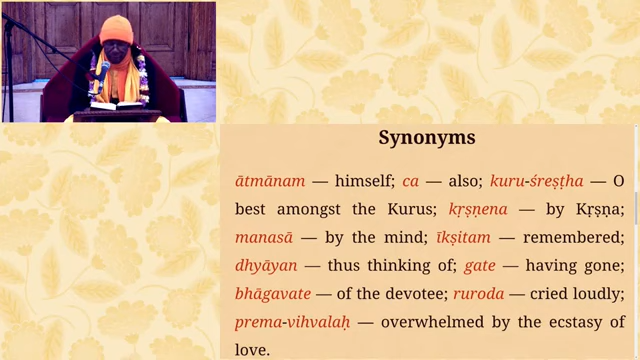 Synonyms
ātmānam — himself; ca — also; kuru-śreṣṭha — O
best amongst the Kurus; kṛṣṇena — by Kṛṣṇa;
manasā — by the mind; īkṣitam — remembered;
dhyāyan — thus thinking of; gate — having gone;
bhāgavate — of the devotee; ruroda — cried loudly;
prema-vihvalaḥ — overwhelmed by the ecstasy of
love.